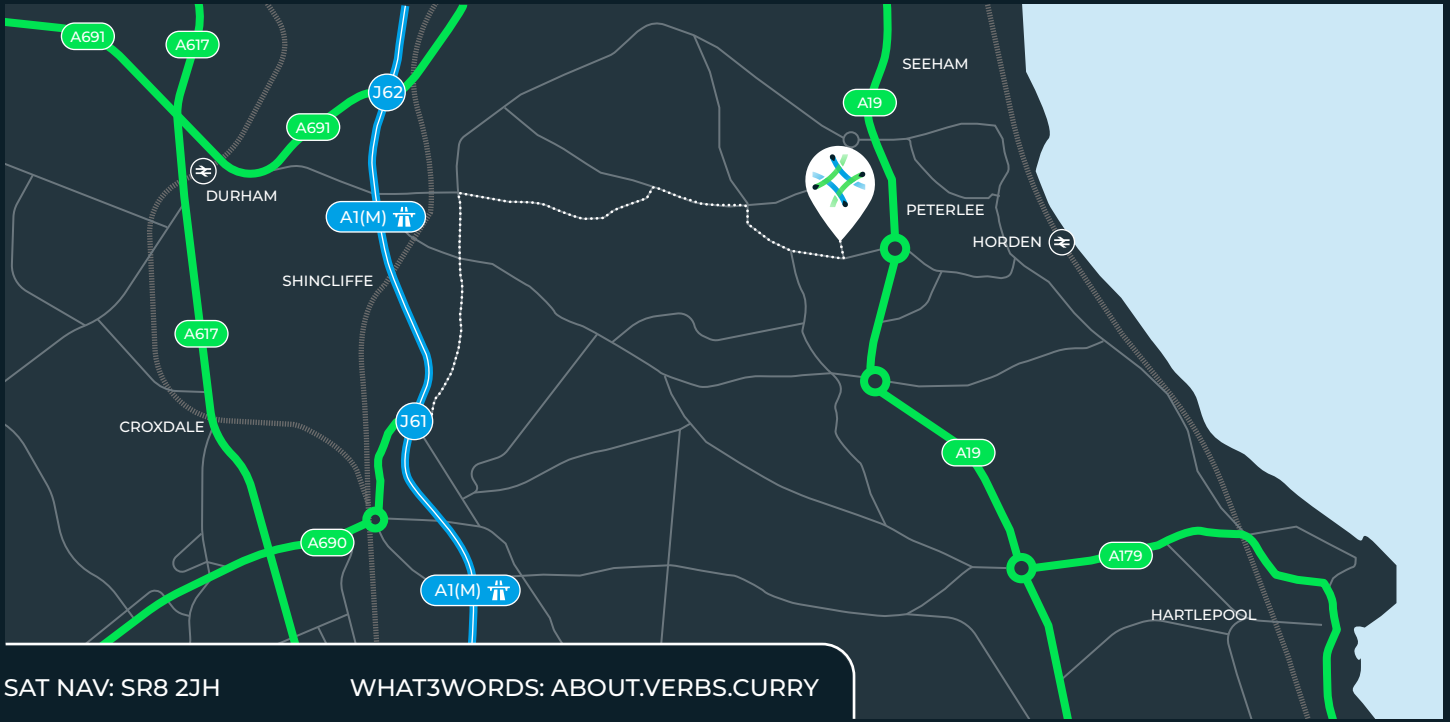 A691
A617
SEEHAM
J62
A19
A691
DURHAM
PETERLEE
A1(M)
HORDEN
SHINCLIFFE
A617
J61
CROXDALE
A19
A690
A179
A1(M)
HARTLEPOOL
SAT NAV: SR8 2JH
WHAT3WORDS: ABOUT.VERBS.CURRY